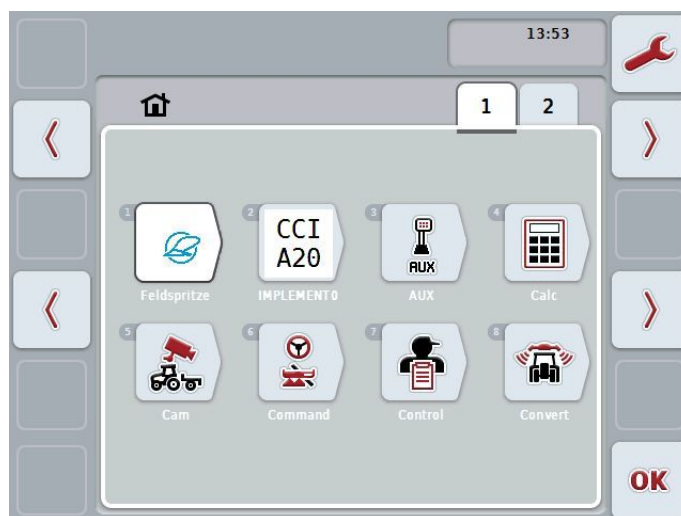 13:53
1 2
1 2 3 4
CCI
A20
AUX
Feldspritze IMPLEMENT0 AUX Calc
5 6 7 8
Cam Command Control Convert
OK